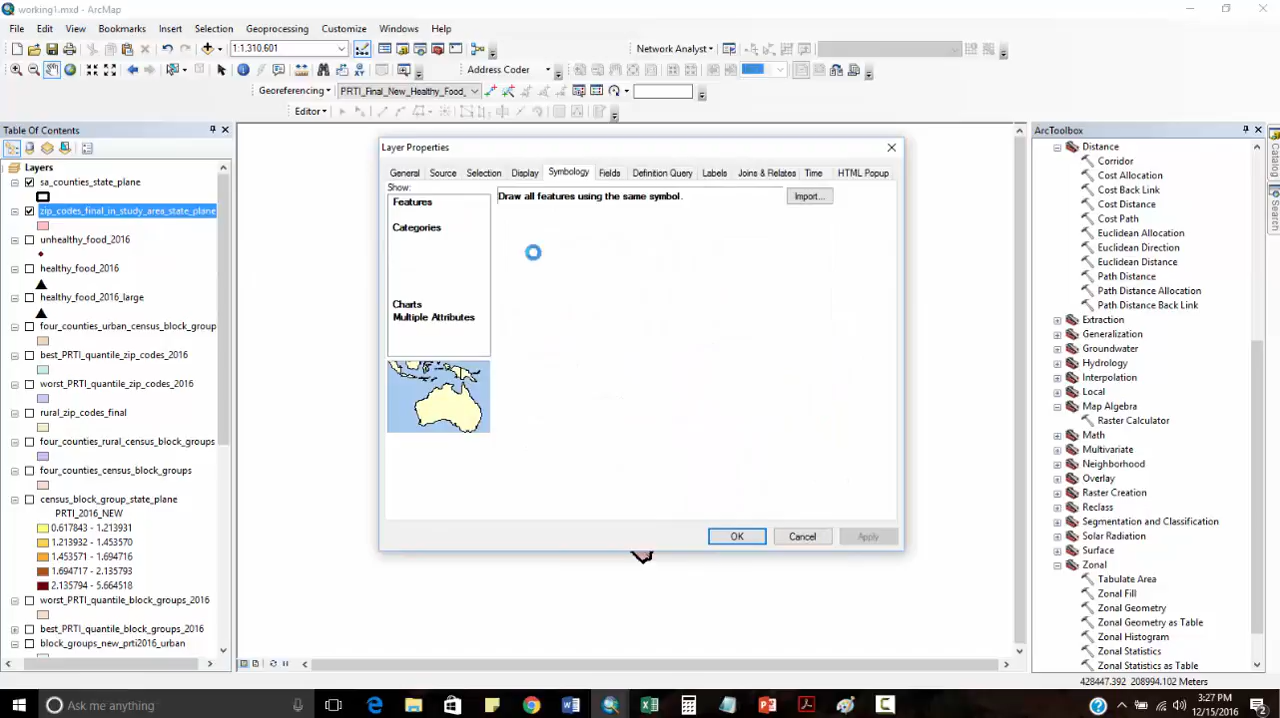 working1.mxd - ArcMap
File Edit View Bookmarks Insert Selection Geoprocessing Customize Windows Help
1:1.310.601
Network Analyst
Address Coder
Georeferencing PRTI_Final_New_Healthy_Food_
Editor
Table Of Contents
Layers
sa_counties_state_plane
zip_codes_final_in_study_area_state_plane
unhealthy_food_2016
healthy_food_2016
healthy_food_2016_large
four_counties_urban_census_block_group
best_PRTI_quantile_zip_codes_2016
worst_PRTI_quantile_zip_codes_2016
rural_zip_codes_final
four_counties_rural_census_block_groups
four_counties_census_block_groups
census_block_group_state_plane
PRTI_2016_NEW
0.617843 - 1.213931
1.213932 - 1.453570
1.453571 - 1.694716
1.694717 - 2.135793
2.135794 - 5.664518
worst_PRTI_quantile_block_groups_2016
best_PRTI_quantile_block_groups_2016
block_groups_new_prti2016_urban
Layer Properties
General Source Selection Display Symbology Fields Definition Query Labels Joins & Relates Time HTML Popup
Show:
Features
Categories
Charts
Multiple Attributes
Draw all features using the same symbol.
Import...
OK Cancel Apply
ArcToolbox
Distance
Corridor
Cost Allocation
Cost Back Link
Cost Distance
Cost Path
Euclidean Allocation
Euclidean Direction
Euclidean Distance
Path Distance
Path Distance Allocation
Path Distance Back Link
Extraction
Generalization
Groundwater
Hydrology
Interpolation
Local
Map Algebra
Raster Calculator
Math
Multivariate
Neighborhood
Overlay
Raster Creation
Reclass
Segmentation and Classification
Solar Radiation
Surface
Zonal
Tabulate Area
Zonal Fill
Zonal Geometry
Zonal Geometry as Table
Zonal Histogram
Zonal Statistics
Zonal Statistics as Table
Catalog
Search
428447.392 208994.102 Meters
Ask me anything
3:27 PM
12/15/2016